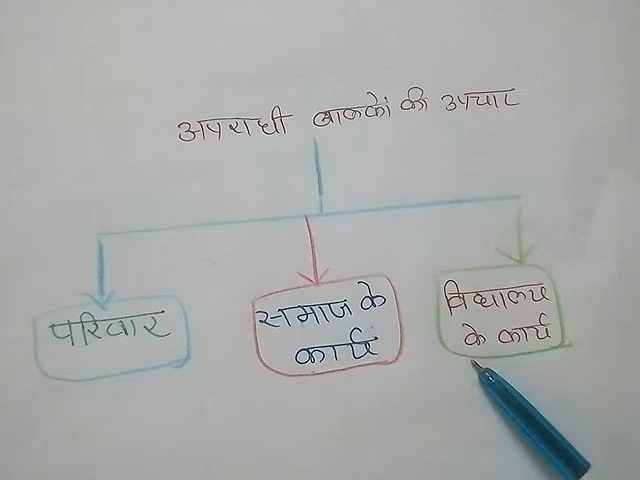 अपराधी बालकों की उपचार
परिवार
समाज के
कार्य
विद्यालय
के कार्य